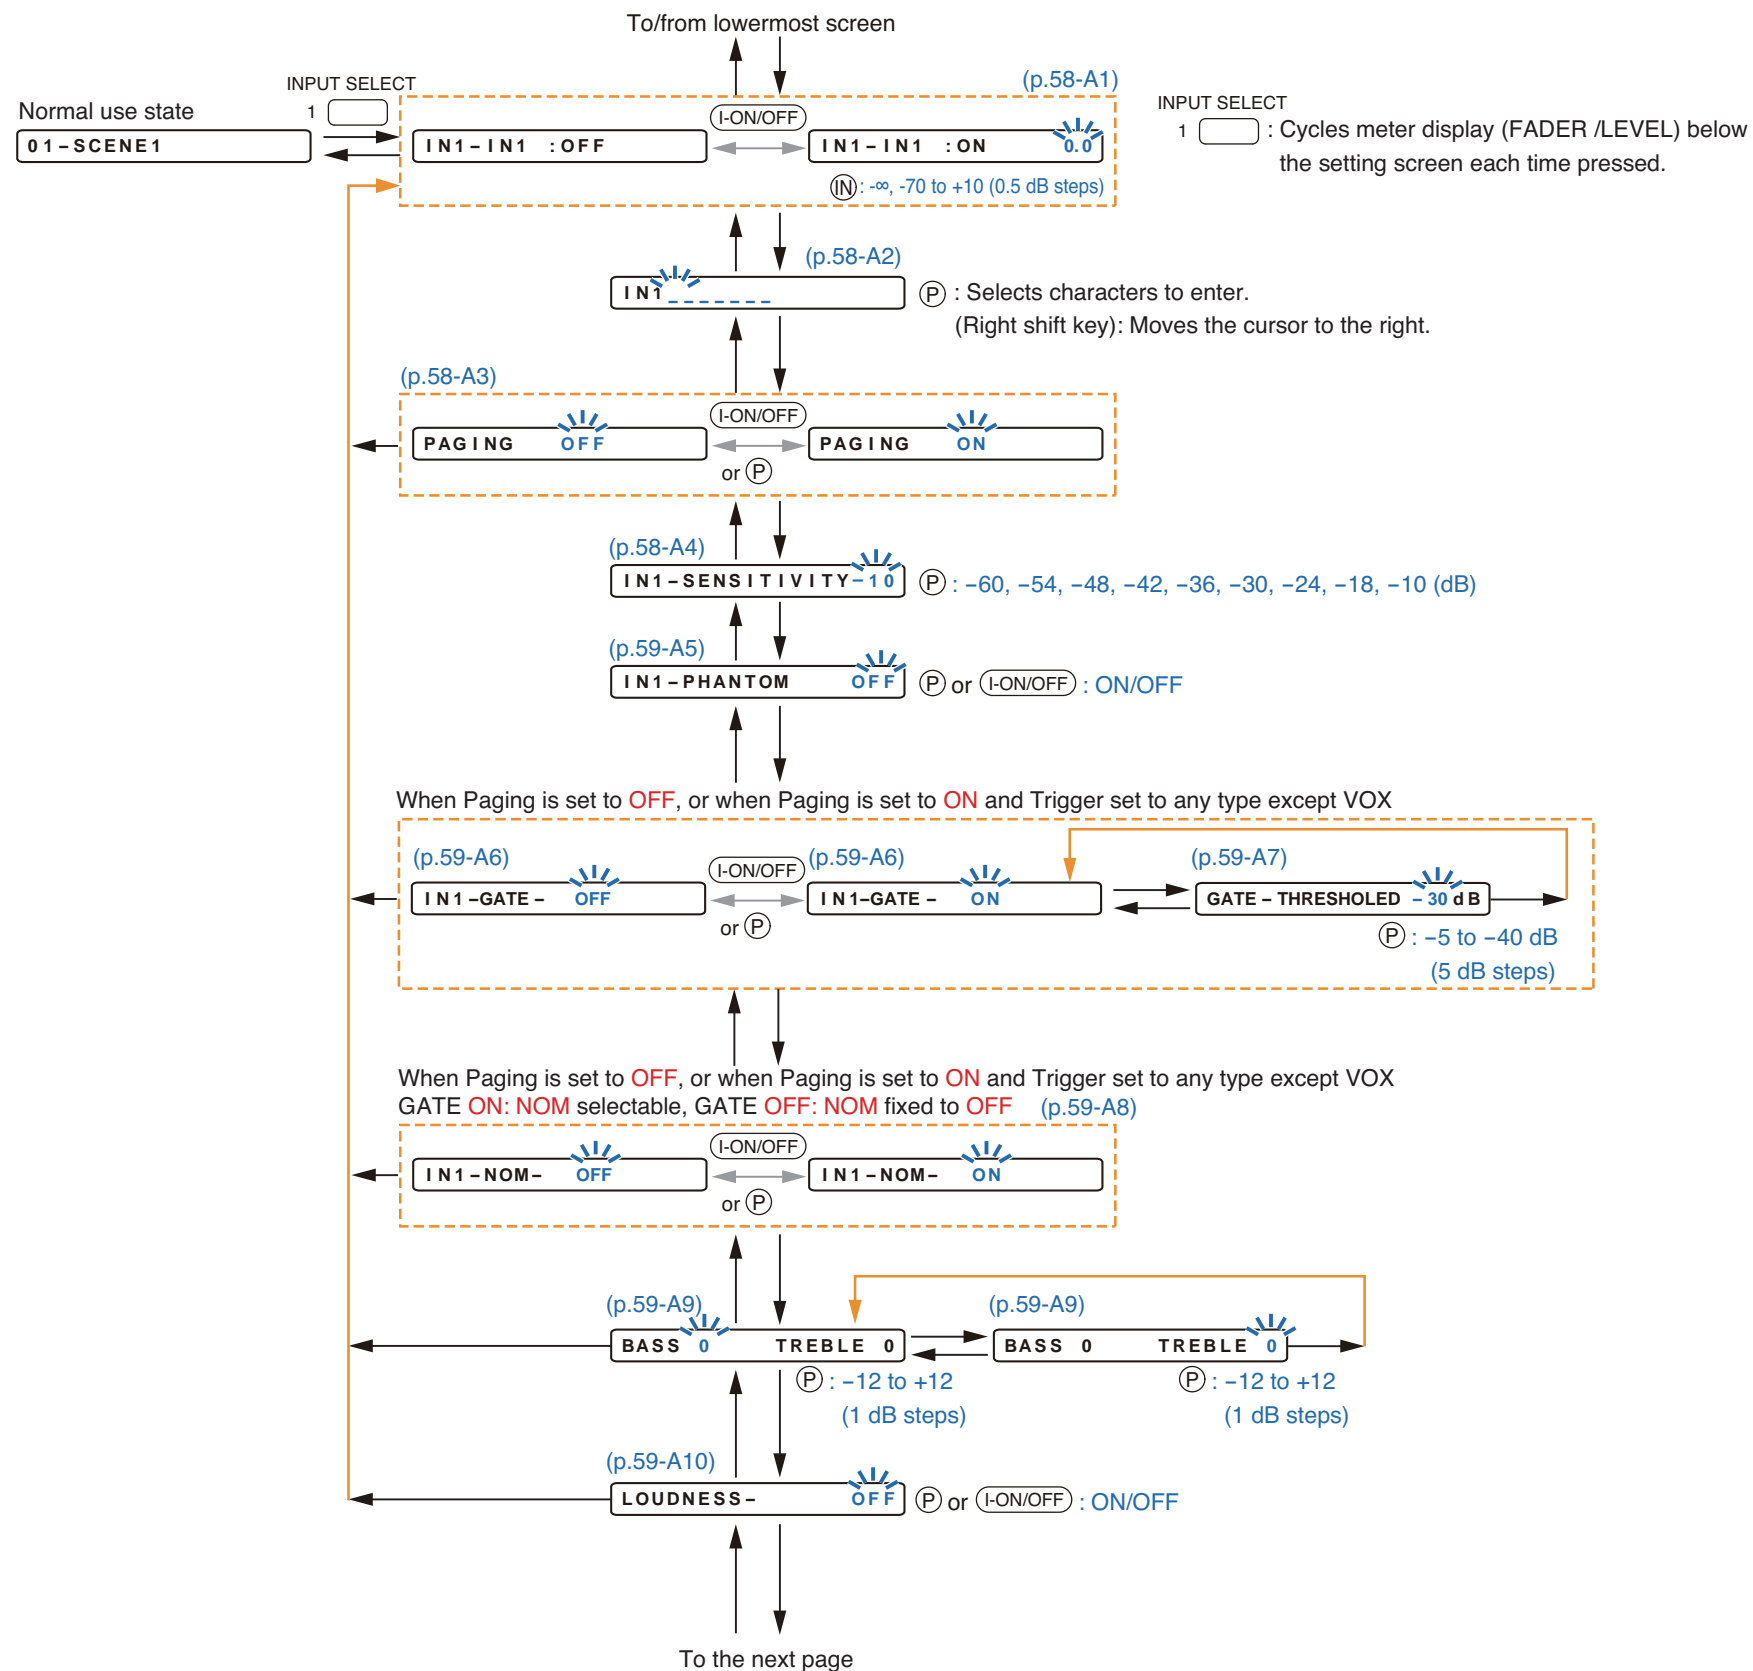 To/from lowermost screen
(p.58-A1)
INPUT SELECT
1
Normal use state
01-SCENE1
I-ON/OFF
IN1-IN1 :OFF
IN1-IN1 :ON 0.0
IN : -∞, -70 to +10 (0.5 dB steps)
INPUT SELECT
1 : Cycles meter display (FADER /LEVEL) below
the setting screen each time pressed.
(p.58-A2)
IN1_______
P : Selects characters to enter.
(Right shift key): Moves the cursor to the right.
(p.58-A3)
I-ON/OFF
PAGING OFF
PAGING ON
or P
(p.58-A4)
IN1-SENSITIVITY-10
P : −60, −54, −48, −42, −36, −30, −24, −18, −10 (dB)
(p.59-A5)
IN1-PHANTOM OFF
P or I-ON/OFF : ON/OFF
When Paging is set to OFF, or when Paging is set to ON and Trigger set to any type except VOX
(p.59-A6)
I-ON/OFF
(p.59-A6)
(p.59-A7)
IN1-GATE- OFF
IN1-GATE- ON
GATE-THRESHOLED -30dB
or P
P : −5 to −40 dB
(5 dB steps)
When Paging is set to OFF, or when Paging is set to ON and Trigger set to any type except VOX
GATE ON: NOM selectable, GATE OFF: NOM fixed to OFF (p.59-A8)
I-ON/OFF
IN1-NOM- OFF
IN1-NOM- ON
or P
(p.59-A9)
(p.59-A9)
BASS 0 TREBLE 0
BASS 0 TREBLE 0
P : −12 to +12
(1 dB steps)
P : −12 to +12
(1 dB steps)
(p.59-A10)
LOUDNESS- OFF
P or I-ON/OFF : ON/OFF
To the next page